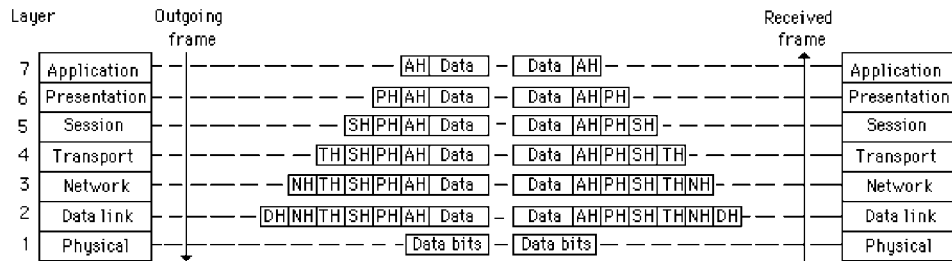 Layer Outgoing Received
frame frame
7 Application AH Data Data AH Application
6 Presentation PH AH Data Data AH PH Presentation
5 Session SH PH AH Data Data AH PH SH Session
4 Transport TH SH PH AH Data Data AH PH SH TH Transport
3 Network NH TH SH PH AH Data Data AH PH SH TH NH Network
2 Data link DH NH TH SH PH AH Data Data AH PH SH TH NH DH Data link
1 Physical Data bits Data bits Physical